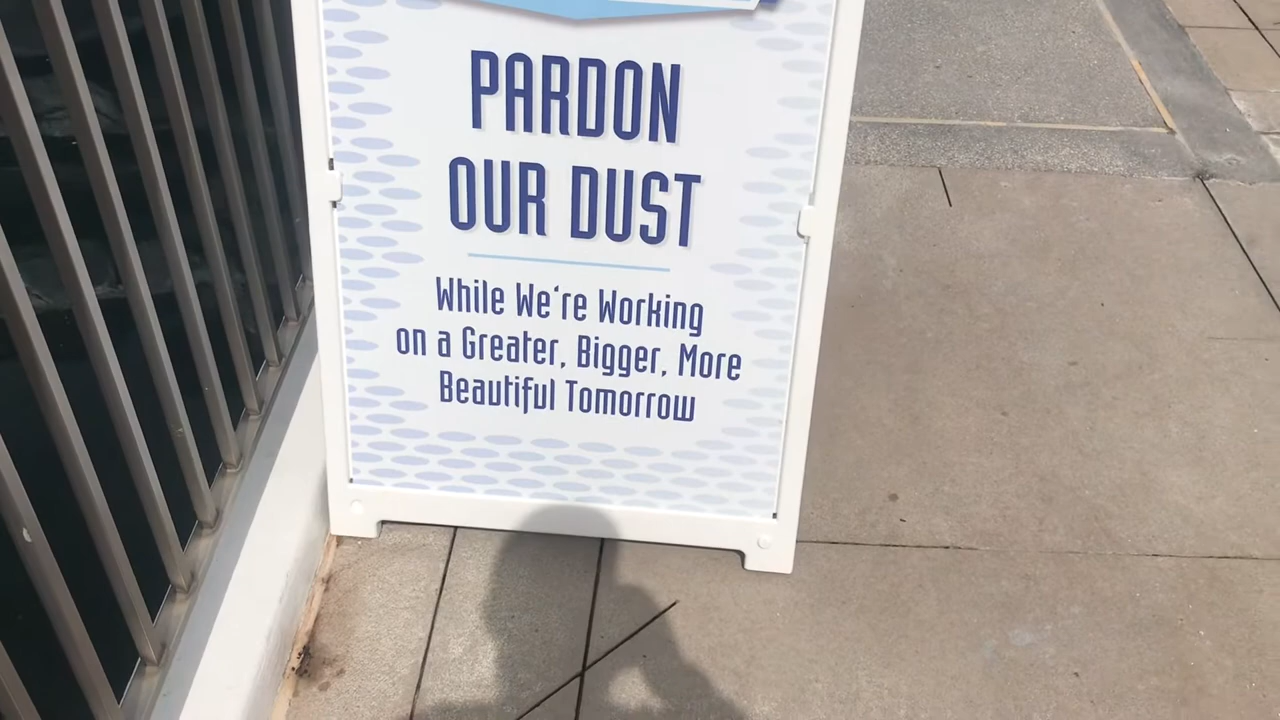 PARDON
OUR DUST
While We're Working
on a Greater, Bigger, More
Beautiful Tomorrow